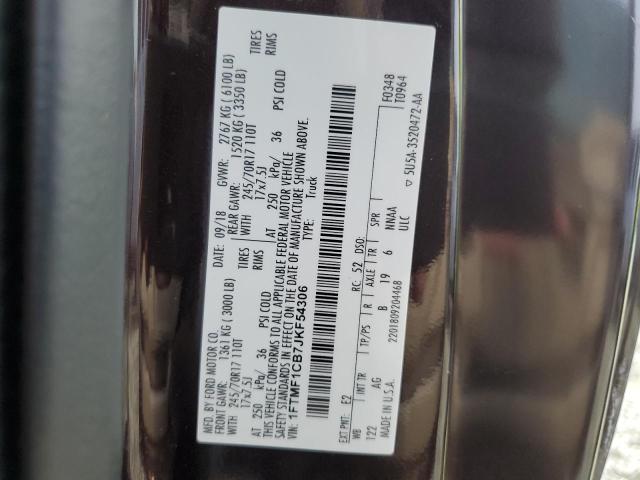 MFD. BY FORD MOTOR CO.
DATE: 09/18 GVWR: 2767 KG ( 6100 LB)
FRONT GAWR: 1361 KG ( 3000 LB) REAR GAWR: 1520 KG ( 3350 LB)
WITH 245/70R17 110T TIRES WITH 245/70R17 110T TIRES
17x7.5J RIMS 17x7.5J RIMS
AT 250 kPa/ 36 PSI COLD AT 250 kPa/ 36 PSI COLD
THIS VEHICLE CONFORMS TO ALL APPLICABLE FEDERAL MOTOR VEHICLE
SAFETY STANDARDS IN EFFECT ON THE DATE OF MANUFACTURE SHOWN ABOVE.
VIN: 1FTMF1CB7JKF54306 TYPE: Truck
F0348
T0964
EXT PNT: E2 RC: 52 DSO:
WB INT TR TP/PS R AXLE TR SPR
122 AG B 19 6 NNAA
MADE IN U.S.A. 2201809204468 ULC
▽ 5U5A-3520472-AA